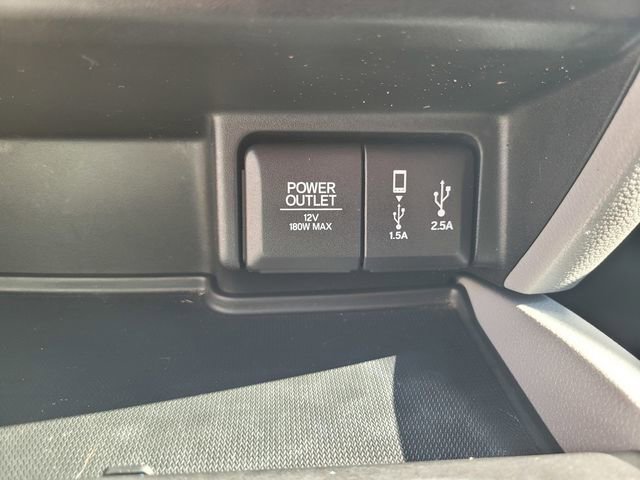 POWER
OUTLET
12V
180W MAX
1.5A
2.5A